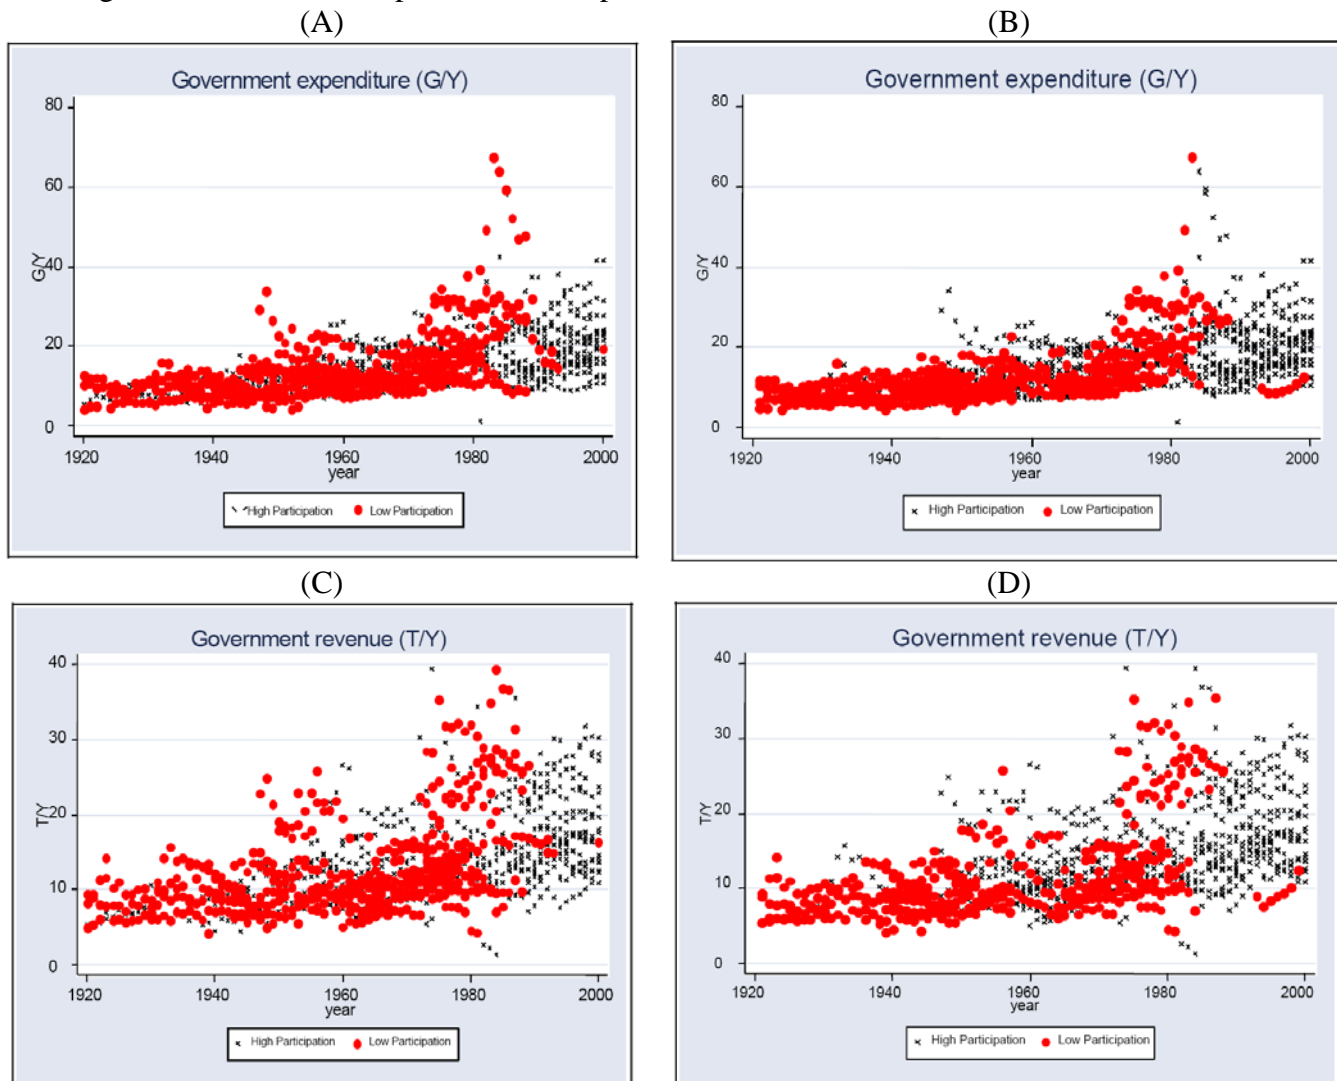 (A)
Government expenditure (G/Y)
80
60
40
20
0
G/Y
1920 1940 1960 1980 2000
year
High Participation Low Participation
(B)
Government expenditure (G/Y)
80
60
40
20
0
G/Y
1920 1940 1960 1980 2000
year
High Participation Low Participation
(C)
Government revenue (T/Y)
40
30
20
10
0
T/Y
1920 1940 1960 1980 2000
year
High Participation Low Participation
(D)
Government revenue (T/Y)
40
30
20
10
0
T/Y
1920 1940 1960 1980 2000
year
High Participation Low Participation